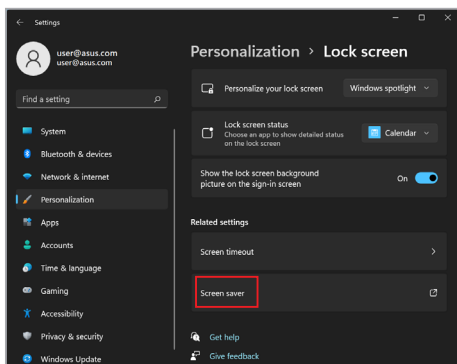 Settings
user@asus.com
user@asus.com
Find a setting
System
Bluetooth & devices
Network & internet
Personalization
Apps
Accounts
Time & language
Gaming
Accessibility
Privacy & security
Windows Update
Personalization > Lock screen
Personalize your lock screen
Windows spotlight
Lock screen status
Choose an app to show detailed status
on the lock screen
Calendar
Show the lock screen background
picture on the sign-in screen
On
Related settings
Screen timeout
Screen saver
Get help
Give feedback